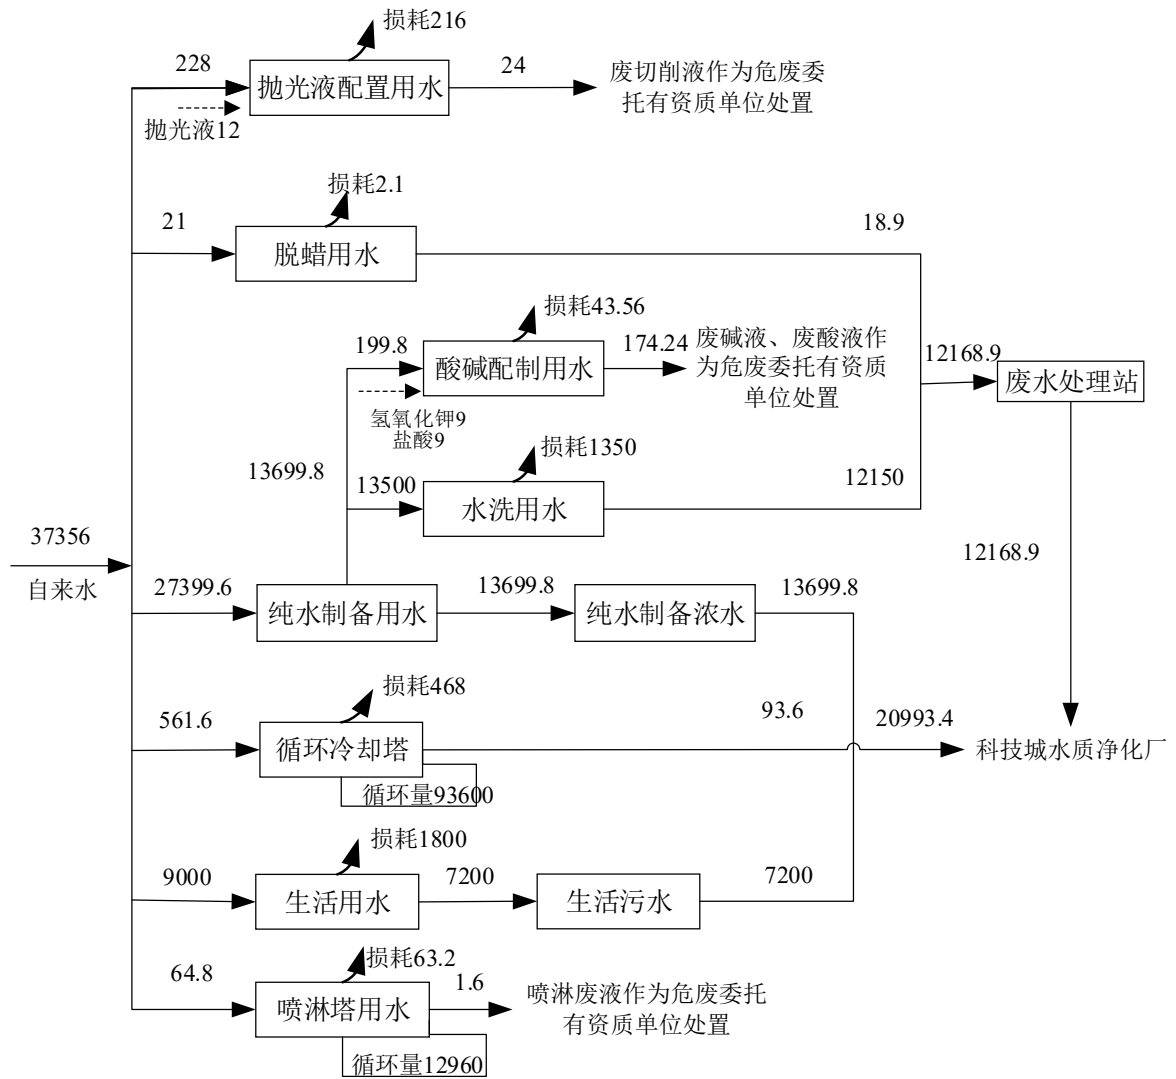 损耗216
228
抛光液配置用水
24
废切削液作为危废委
托有资质单位处置
抛光液12
损耗2.1
21
脱蜡用水
18.9
损耗43.56
199.8
酸碱配制用水
174.24
废碱液、废酸液作
为危废委托有资质
单位处置
12168.9
废水处理站
氢氧化钾9
盐酸9
损耗1350
13699.8
13500
水洗用水
12150
37356
自来水
12168.9
27399.6
纯水制备用水
13699.8
纯水制备浓水
13699.8
损耗468
561.6
循环冷却塔
93.6
20993.4
科技城水质净化厂
循环量93600
损耗1800
9000
生活用水
7200
生活污水
7200
损耗63.2
64.8
喷淋塔用水
1.6
喷淋废液作为危废委托
有资质单位处置
循环量12960